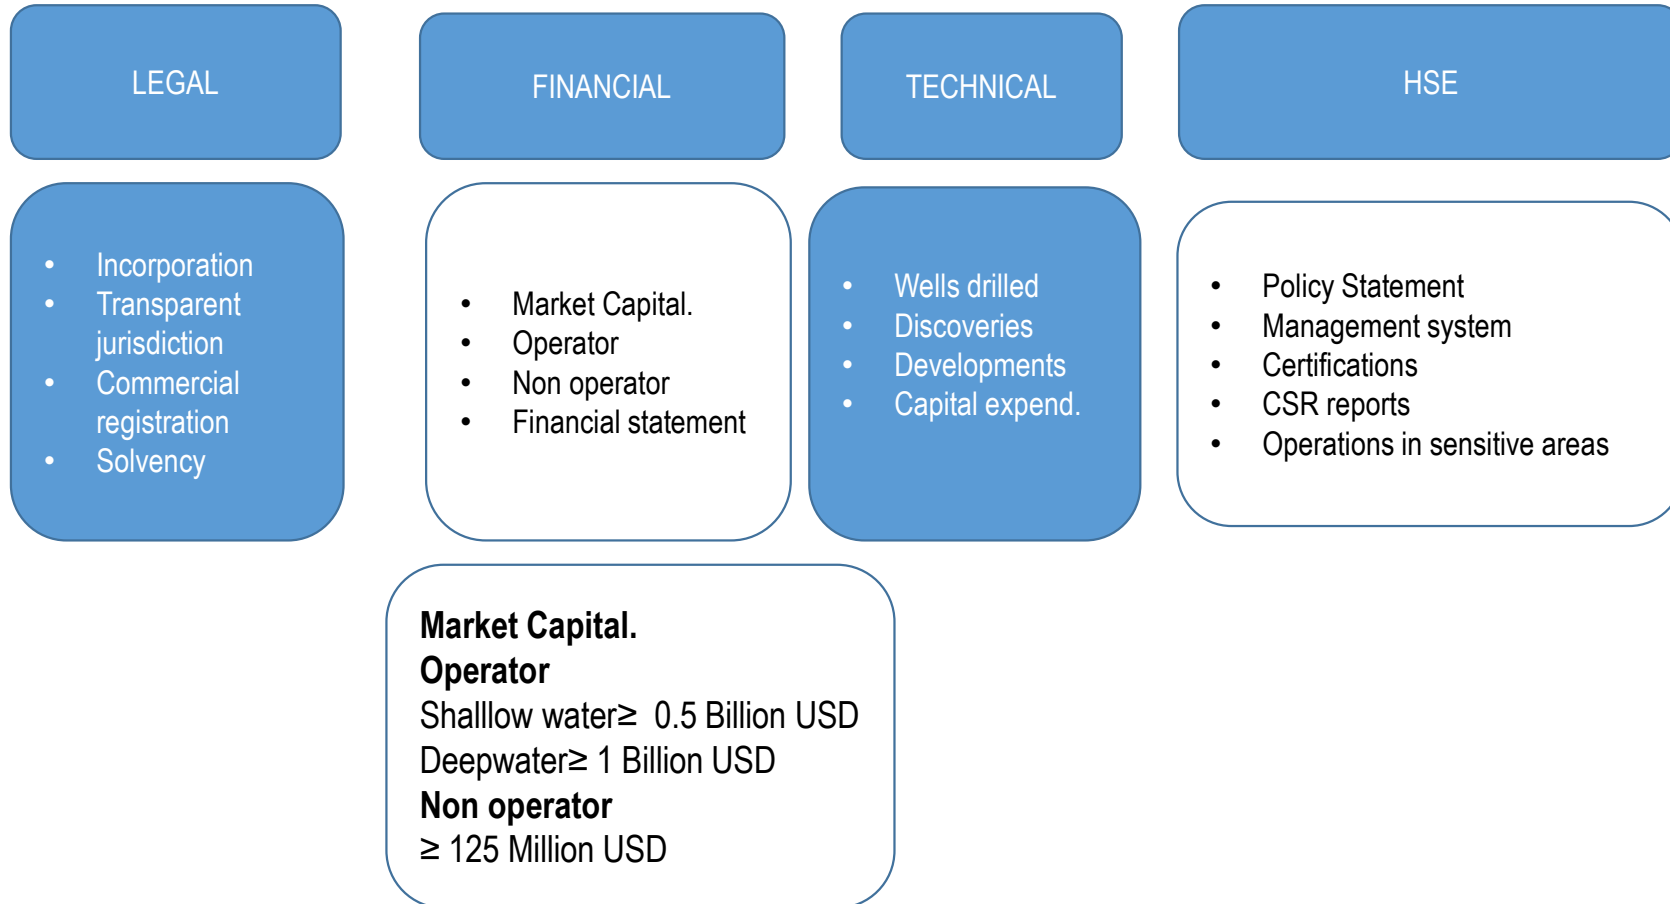 LEGAL
FINANCIAL
TECHNICAL
HSE
• Incorporation
• Transparent
jurisdiction
• Commercial
registration
• Solvency
• Market Capital.
• Operator
• Non operator
• Financial statement
• Wells drilled
• Discoveries
• Developments
• Capital expend.
• Policy Statement
• Management system
• Certifications
• CSR reports
• Operations in sensitive areas
Market Capital.
Operator
Shalllow water≥ 0.5 Billion USD
Deepwater≥ 1 Billion USD
Non operator
≥ 125 Million USD